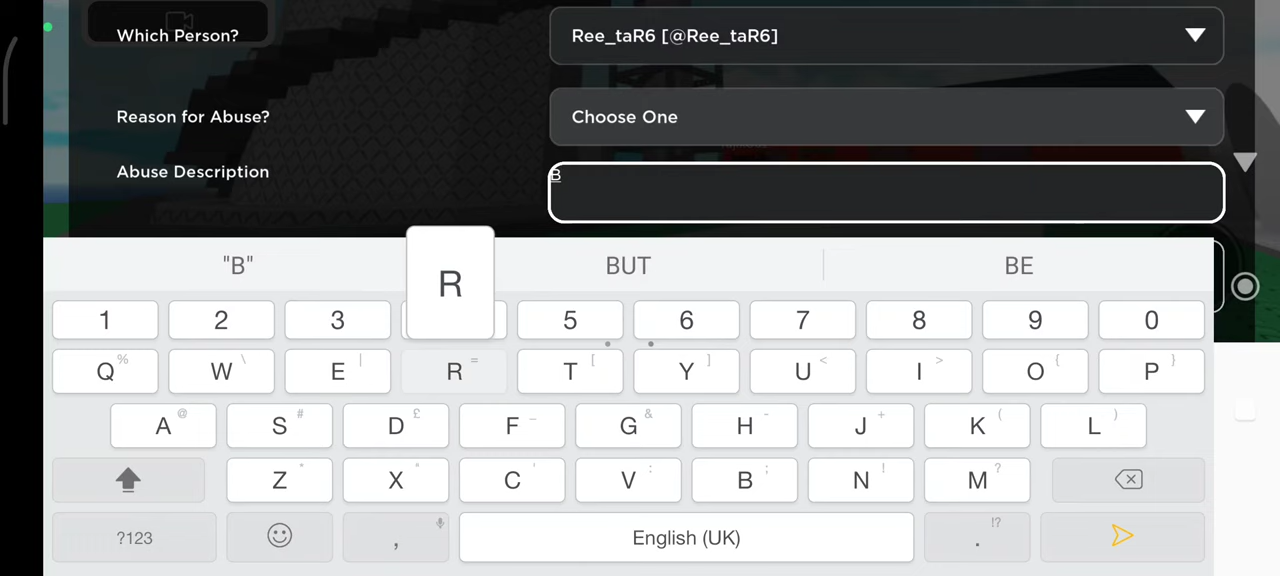 Which Person?
Ree_taR6 [@Ree_taR6]
Reason for Abuse?
Choose One
Abuse Description
B
"B"
BUT
BE
R
1 2 3 5 6 7 8 9 0
Q % W \ E | R = T [ Y ] U < I > O { P }
A @ S # D £ F _ G & H - J + K ( L )
Z * X " C ' V : B ; N ! M ?
?123 , English (UK) . !?